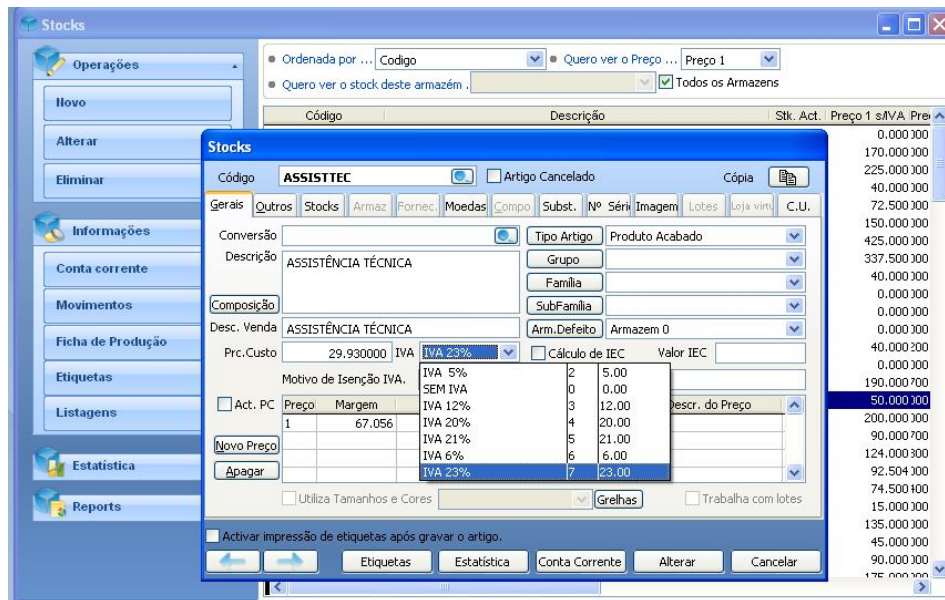 Stocks
Operações
Novo
Alterar
Eliminar
Informações
Conta corrente
Movimentos
Ficha de Produção
Etiquetas
Listagens
Estatística
Reports
Ordenada por ... Codigo Quero ver o Preço ... Preço 1
Quero ver o stock deste armazém . Todos os Armazens
Código Descrição Stk. Act. Preço 1 s/IVA Pre
0.000
170.000
225.000
40.000
72.500
150.000
425.000
337.500
40.000
0.000
0.000
0.000
40.000
0.000
190.000
50.000
200.000
90.000
124.000
92.504
74.500
15.000
135.000
45.000
90.000
Stocks
Código ASSISTTEC Artigo Cancelado Cópia
Gerais Outros Stocks Armaz Fornec. Moedas Compo Subst. Nº Séri Imagem Lotes Loja virtu C.U.
Conversão Tipo Artigo Produto Acabado
Descrição ASSISTÊNCIA TÉCNICA Grupo
Família
Composição SubFamília
Desc. Venda ASSISTÊNCIA TÉCNICA Arm.Defeito Armazem 0
Prc.Custo 29.930000 IVA IVA 23% Cálculo de IEC Valor IEC
Motivo de Isenção IVA.
IVA 5% 2 5.00
SEM IVA 0 0.00
IVA 12% 3 12.00
IVA 20% 4 20.00
IVA 21% 5 21.00
IVA 6% 6 6.00
IVA 23% 7 23.00
Act. PC Preço Margem Descr. do Preço
1 67.056
Novo Preço
Apagar
Utiliza Tamanhos e Cores Grelhas Trabalha com lotes
Activar impressão de etiquetas após gravar o artigo.
Etiquetas Estatística Conta Corrente Alterar Cancelar